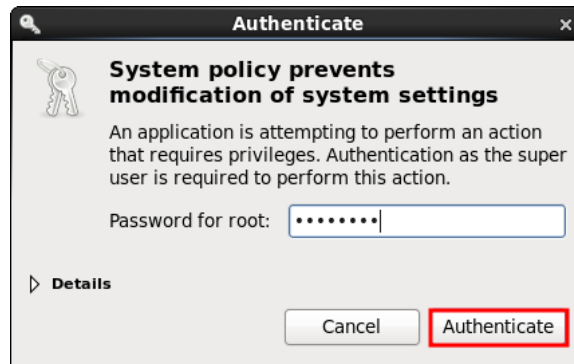 Authenticate
System policy prevents
modification of system settings
An application is attempting to perform an action
that requires privileges. Authentication as the super
user is required to perform this action.
Password for root: ••••••••
Details
Cancel Authenticate